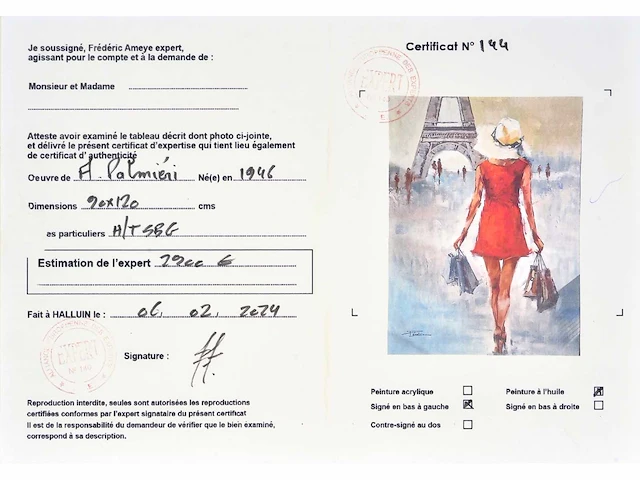 Je soussigné, Frédéric Ameye expert,
agissant pour le compte et à la demande de :
Monsieur et Madame
Atteste avoir examiné le tableau décrit dont photo ci-jointe,
et délivré le présent certificat d'expertise qui tient lieu également
de certificat d'authenticité
Oeuvre de A. Palmiéri Né(e) en 1946
Dimensions 90x120 cms
es particuliers H/T SBG
Estimation de l'expert 2900 €
Fait à HALLUIN le : 06. 02. 2024
EXPERT
Signature :
Reproduction interdite, seules sont autorisées les reproductions
certifiées conformes par l'expert signataire du présent certificat
Il est de la responsabilité du demandeur de vérifier que le bien examiné,
correspond à sa description.
Certificat N° 144
EXPERT
Peinture acrylique
Peinture à l'huile
Signé en bas à gauche
Signé en bas à droite
Contre-signé au dos